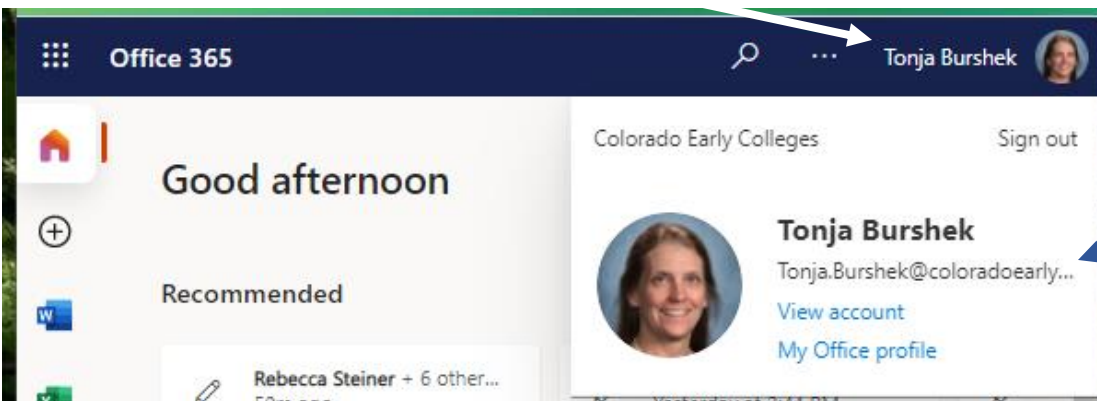 Office 365
Tonja Burshek
Colorado Early Colleges
Sign out
Good afternoon
Tonja Burshek
Tonja.Burshek@coloradoearly...
View account
My Office profile
Recommended
W
Rebecca Steiner + 6 other...